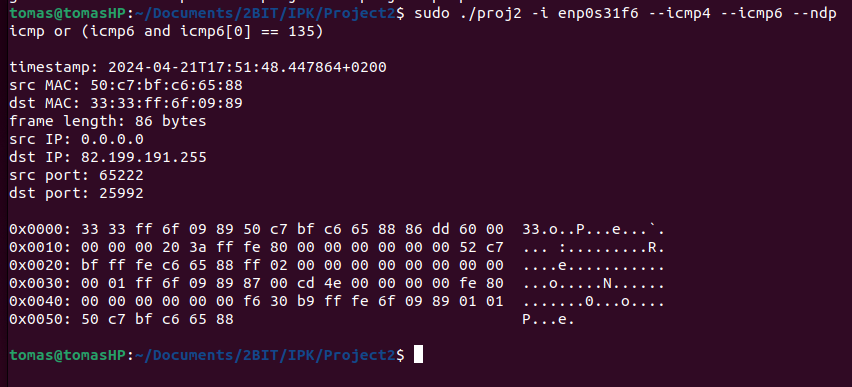 tomas@tomasHP:~/Documents/2BIT/IPK/Project2$ sudo ./proj2 -i enp0s31f6 --icmp4 --icmp6 --ndp
icmp or (icmp6 and icmp6[0] == 135)
timestamp: 2024-04-21T17:51:48.447864+0200
src MAC: 50:c7:bf:c6:65:88
dst MAC: 33:33:ff:6f:09:89
frame length: 86 bytes
src IP: 0.0.0.0
dst IP: 82.199.191.255
src port: 65222
dst port: 25992
0x0000: 33 33 ff 6f 09 89 50 c7 bf c6 65 88 86 dd 60 00  33.o..P...e...`.
0x0010: 00 00 00 20 3a ff fe 80 00 00 00 00 00 00 52 c7  ... :.........R.
0x0020: bf ff fe c6 65 88 ff 02 00 00 00 00 00 00 00 00  ....e...........
0x0030: 00 01 ff 6f 09 89 87 00 cd 4e 00 00 00 00 fe 80  ...o.....N......
0x0040: 00 00 00 00 00 00 f6 30 b9 ff fe 6f 09 89 01 01  .......0...o....
0x0050: 50 c7 bf c6 65 88  P...e.
tomas@tomasHP:~/Documents/2BIT/IPK/Project2$